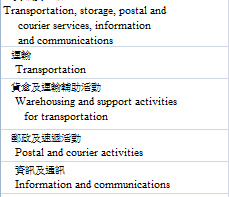 Transportation, storage, postal and
courier services, information
and communications
運輸
Transportation
貨倉及運輸輔助活動
Warehousing and support activities
for transportation
郵政及速遞活動
Postal and courier activities
資訊及通訊
Information and communications